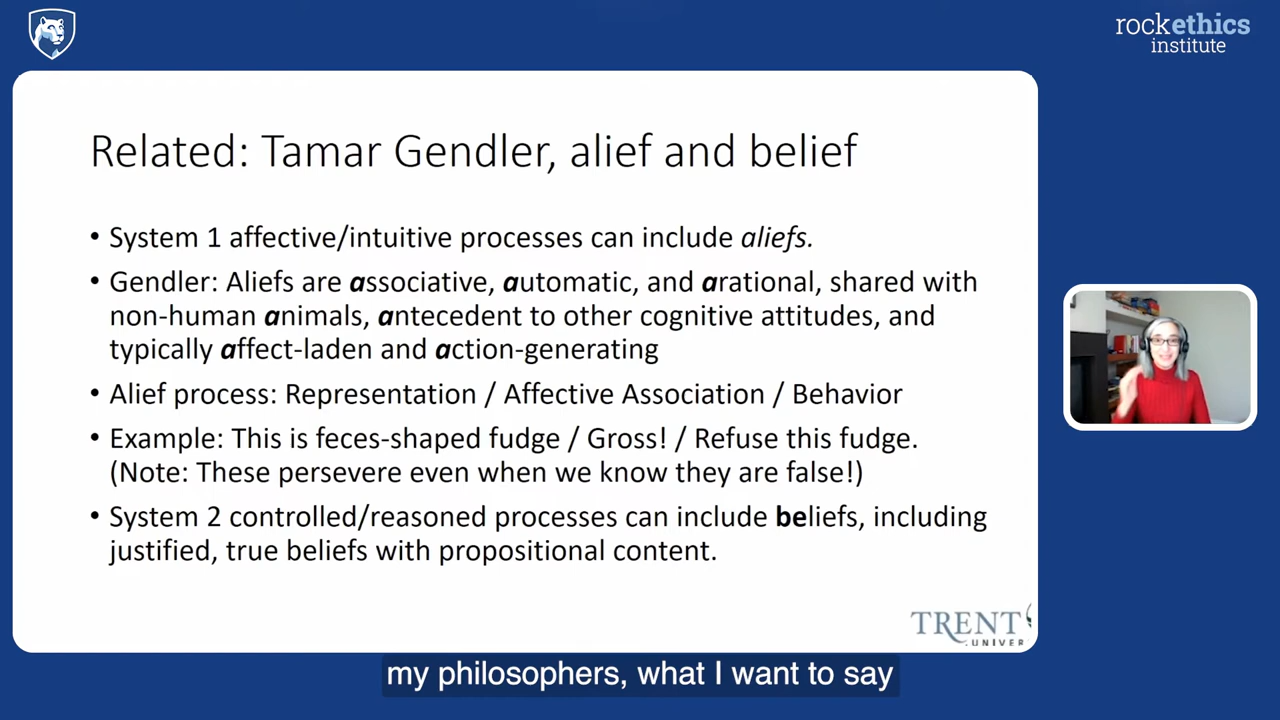 rockethics
institute
Related: Tamar Gendler, alief and belief
• System 1 affective/intuitive processes can include aliefs.
• Gendler: Aliefs are associative, automatic, and arational, shared with
non-human animals, antecedent to other cognitive attitudes, and
typically affect-laden and action-generating
• Alief process: Representation / Affective Association / Behavior
• Example: This is feces-shaped fudge / Gross! / Refuse this fudge.
(Note: These persevere even when we know they are false!)
• System 2 controlled/reasoned processes can include beliefs, including
justified, true beliefs with propositional content.
TRENT
UNIVER
my philosophers, what I want to say